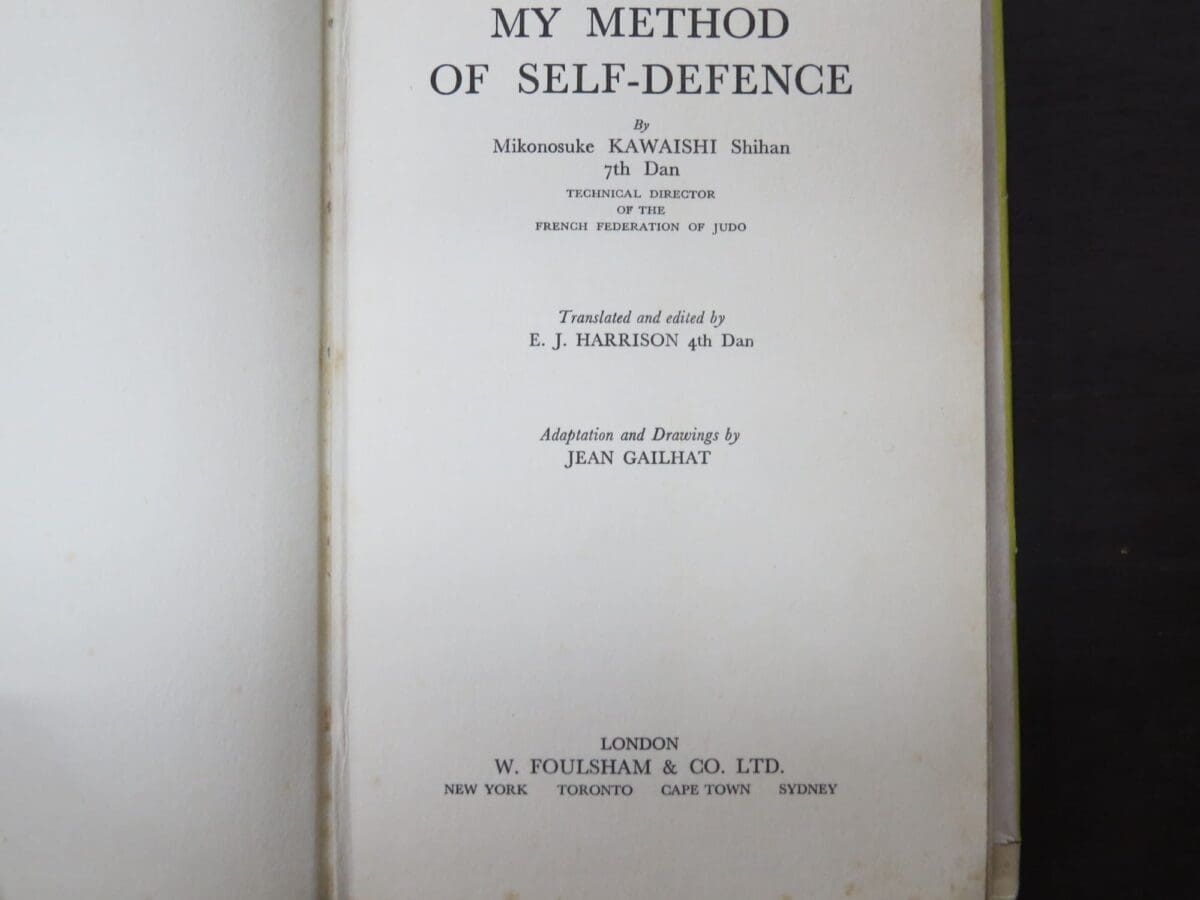 MY METHOD
OF SELF-DEFENCE
By
Mikonosuke KAWAISHI Shihan
7th Dan
TECHNICAL DIRECTOR
OF THE
FRENCH FEDERATION OF JUDO
Translated and edited by
E. J. HARRISON 4th Dan
Adaptation and Drawings by
JEAN GAILHAT
LONDON
W. FOULSHAM & CO. LTD.
NEW YORK TORONTO CAPE TOWN SYDNEY